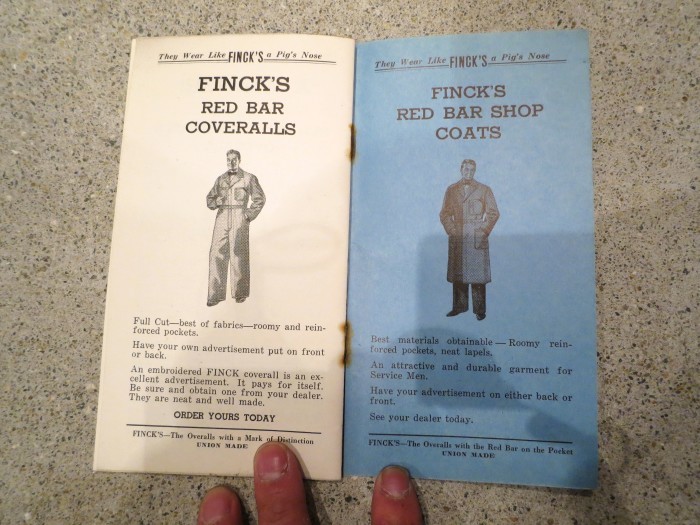 They Wear Like FINCK'S a Pig's Nose
FINCK'S
RED BAR
COVERALLS
Full Cut—best of fabrics—roomy and rein-
forced pockets.
Have your own advertisement put on front
or back.
An embroidered FINCK coverall is an ex-
cellent advertisement. It pays for itself.
Be sure and obtain one from your dealer.
They are neat and well made.
ORDER YOURS TODAY
FINCK'S—The Overalls with a Mark of Distinction
UNION MADE
They Wear Like FINCK'S a Pig's Nose
FINCK'S
RED BAR SHOP
COATS
Best materials obtainable—Roomy rein-
forced pockets, neat lapels.
An attractive and durable garment for
Service Men.
Have your advertisement on either back or
front.
See your dealer today.
FINCK'S—The Overalls with the Red Bar on the Pocket
UNION MADE